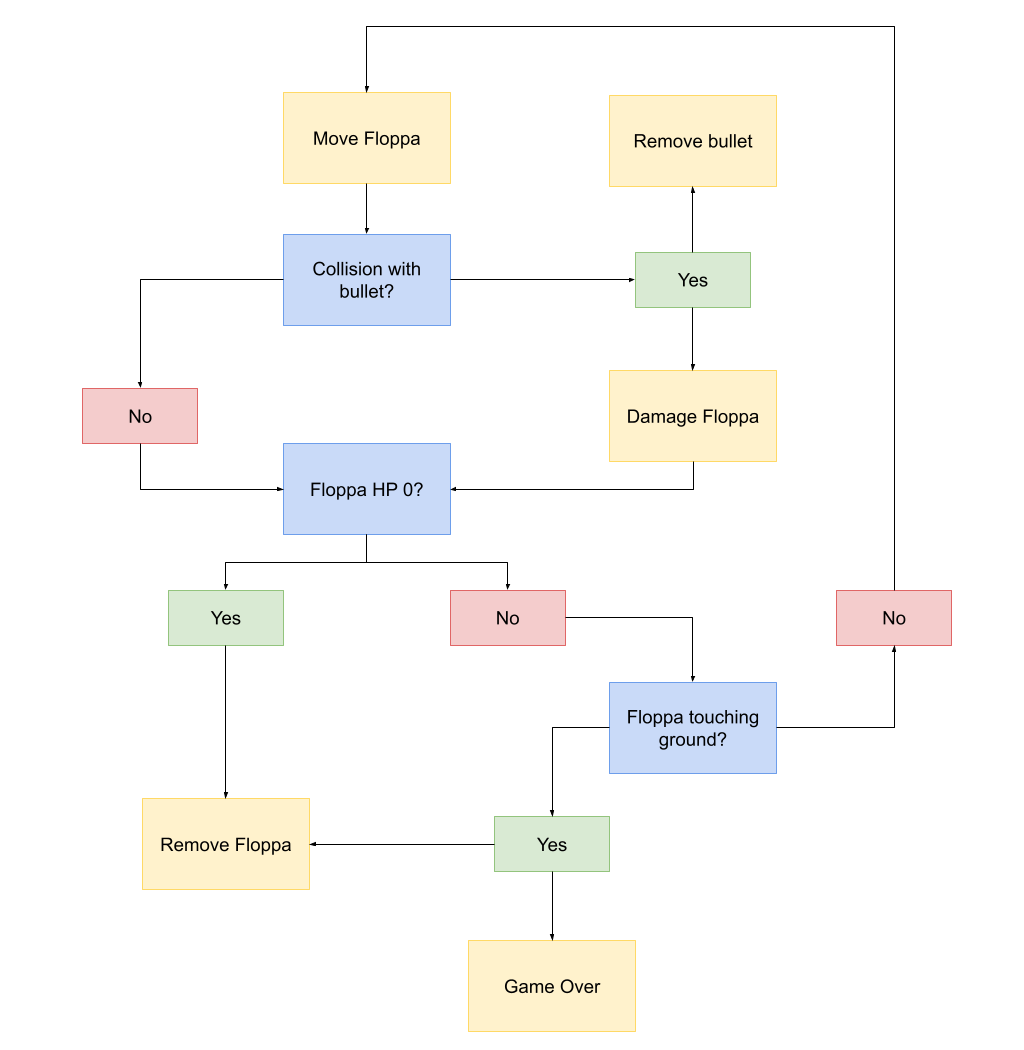 Move Floppa
Remove bullet
Collision with
bullet?
Yes
No
Damage Floppa
Floppa HP 0?
Yes
No
No
Floppa touching
ground?
Remove Floppa
Yes
Game Over